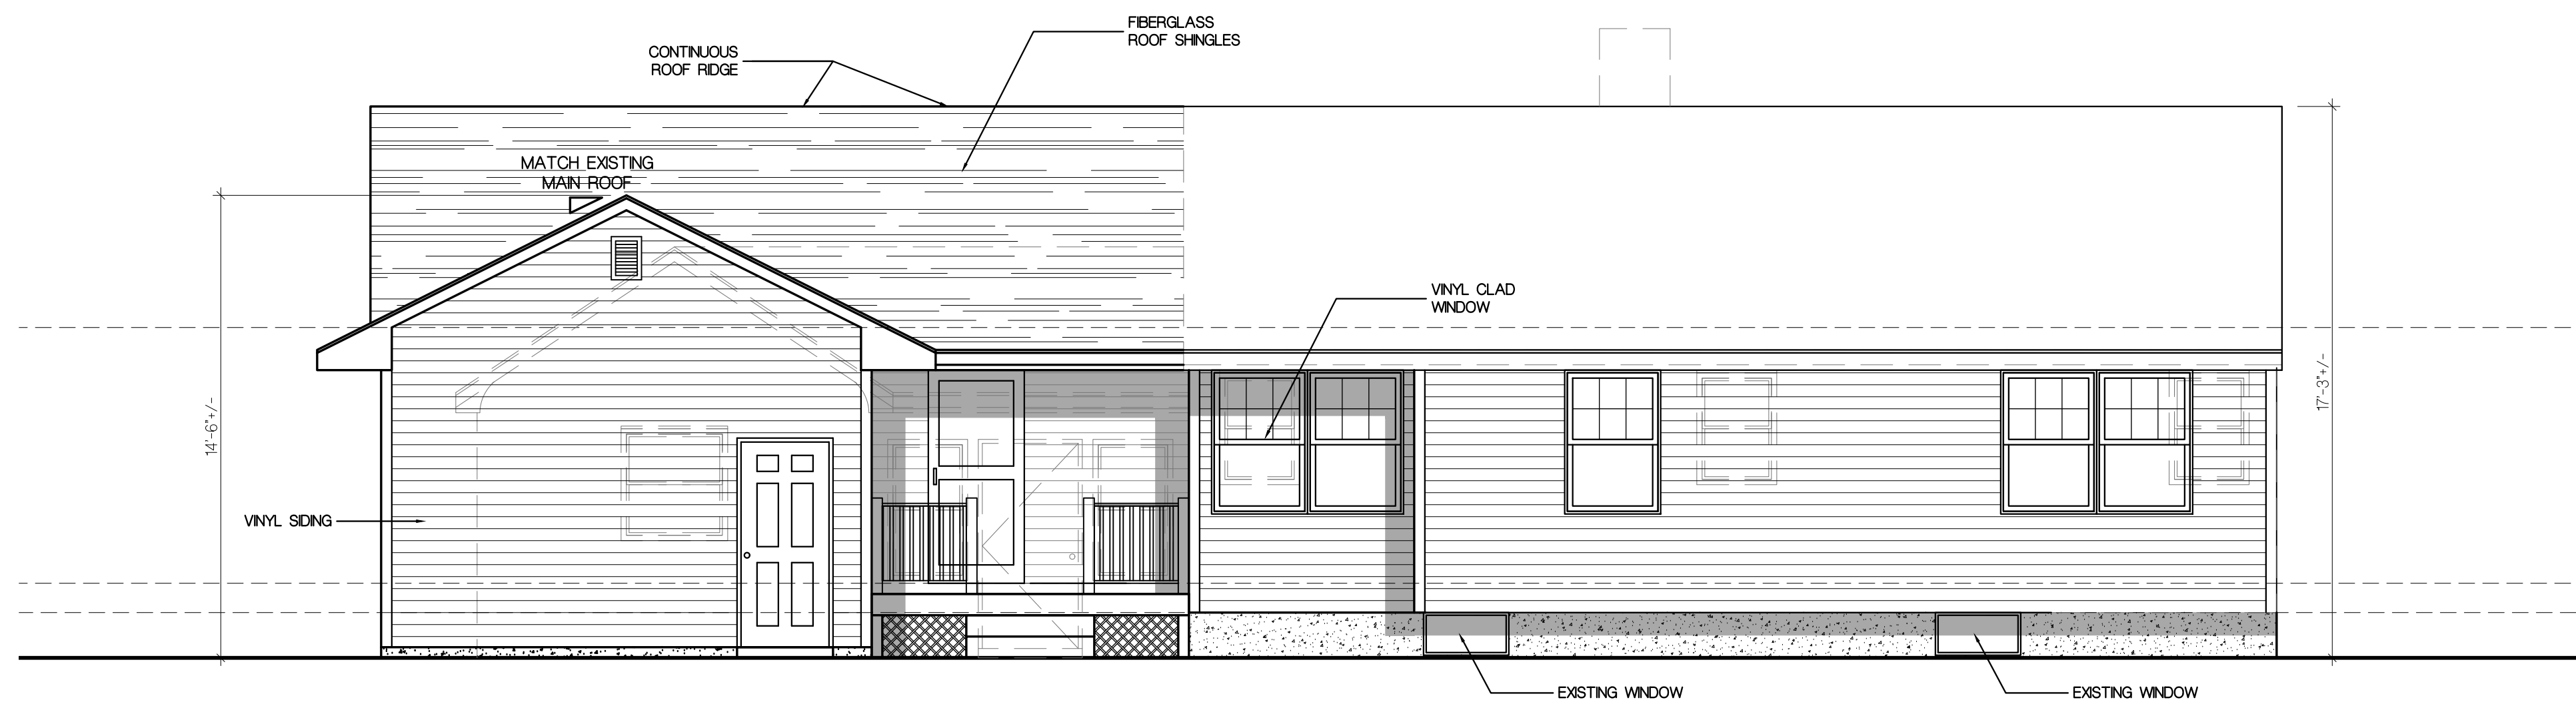 FIBERGLASS
ROOF SHINGLES
CONTINUOUS
ROOF RIDGE
MATCH EXISTING
MAIN ROOF
VINYL CLAD
WINDOW
14'-6"+/-
17'-3"+/-
VINYL SIDING
EXISTING WINDOW
EXISTING WINDOW